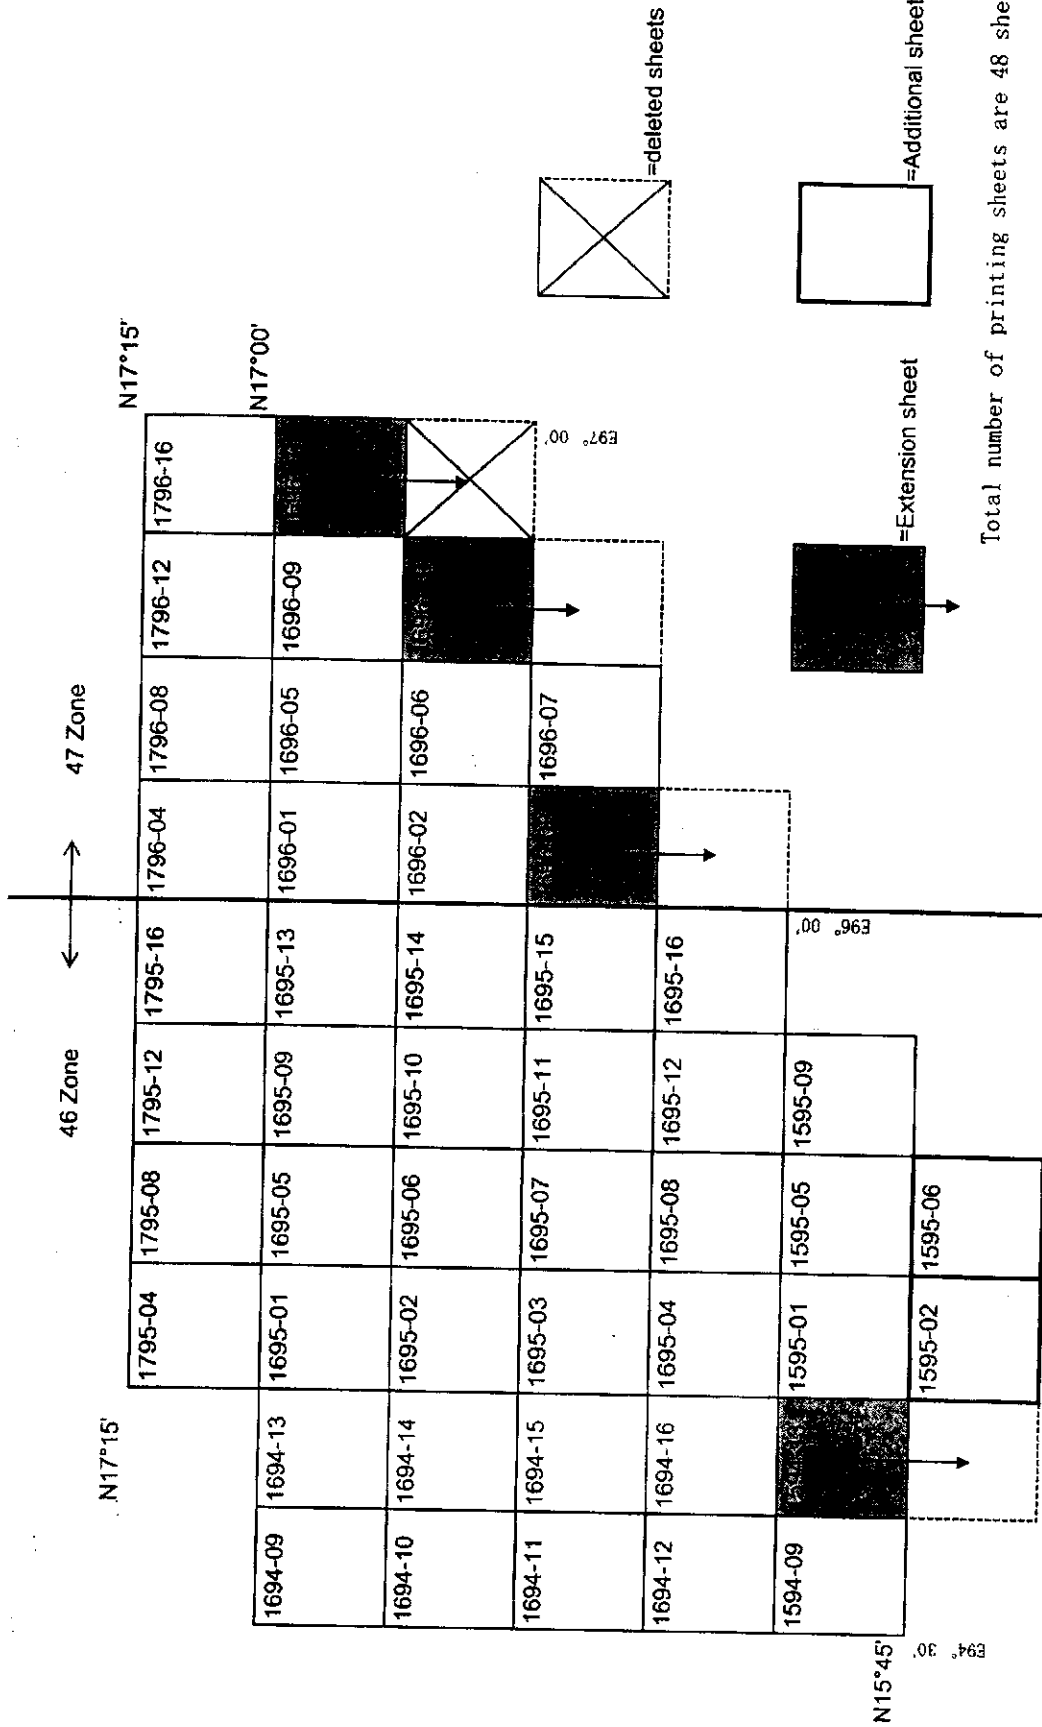 46 Zone
47 Zone
.N17°15'
N17°15'
1795-04 1795-08 1795-12 1795-16 1796-04 1796-08 1796-12 1796-16
N17°00'
1694-09 1694-13 1695-01 1695-05 1695-09 1695-13 1696-01 1696-05 1696-09
1694-10 1694-14 1695-02 1695-06 1695-10 1695-14 1696-02 1696-06
1694-11 1694-15 1695-03 1695-07 1695-11 1695-15 1696-07
E97° 00'
1694-12 1694-16 1695-04 1695-08 1695-12 1695-16
1594-09 1595-01 1595-05 1595-09
E96° 00'
N15°45'
1595-02 1595-06
E94° 30'
=deleted sheets
=Extension sheet
=Additional sheet
Total number of printing sheets are 48 she